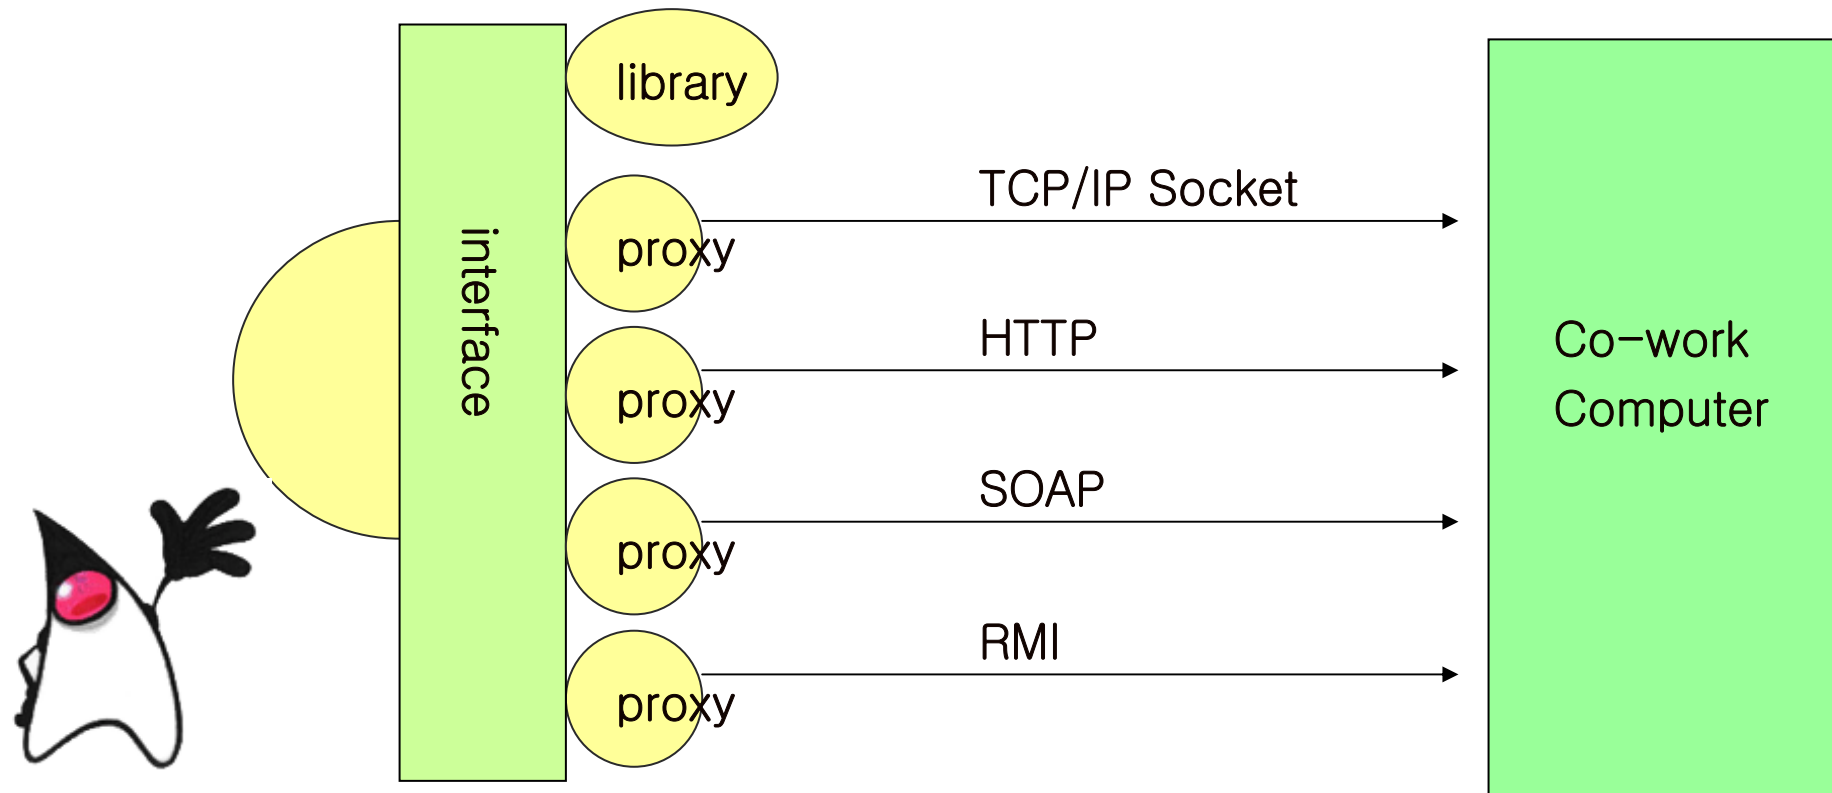 library
interface
proxy
TCP/IP Socket
proxy
HTTP
proxy
SOAP
proxy
RMI
Co-work
Computer